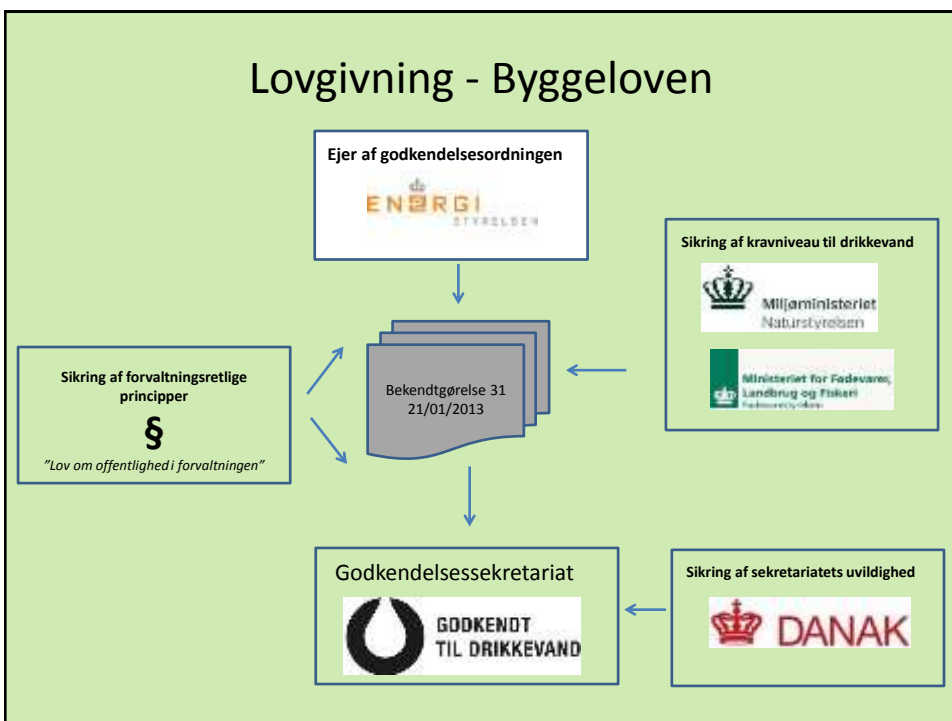 Lovgivning - Byggeloven
Ejer af godkendelsesordningen
ENERGI
STYRELSEN
Sikring af kravniveau til drikkevand
Miljøministeriet
Naturstyrelsen
Ministeriet for Fødevarer,
Landbrug og Fiskeri
Fødevarestyrelsen
Sikring af forvaltningsretlige
principper
§
"Lov om offentlighed i forvaltningen"
Bekendtgørelse 31
21/01/2013
Godkendelsessekretariat
GODKENDT
TIL DRIKKEVAND
Sikring af sekretariatets uvildighed
DANAK